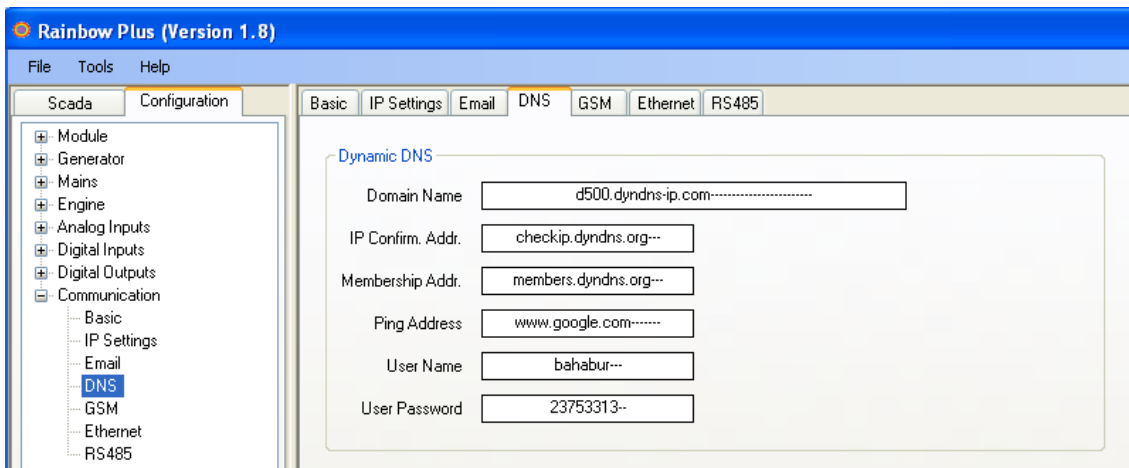 Rainbow Plus (Version 1.8)
File Tools Help
Scada Configuration
Basic IP Settings Email DNS GSM Ethernet RS485
Module
Generator
Mains
Engine
Analog Inputs
Digital Inputs
Digital Outputs
Communication
Basic
IP Settings
Email
DNS
GSM
Ethernet
RS485
Dynamic DNS
Domain Name d500.dyndns-ip.com------------------------
IP Confirm. Addr. checkip.dyndns.org---
Membership Addr. members.dyndns.org---
Ping Address www.google.com-------
User Name bahabur---
User Password 23753313--